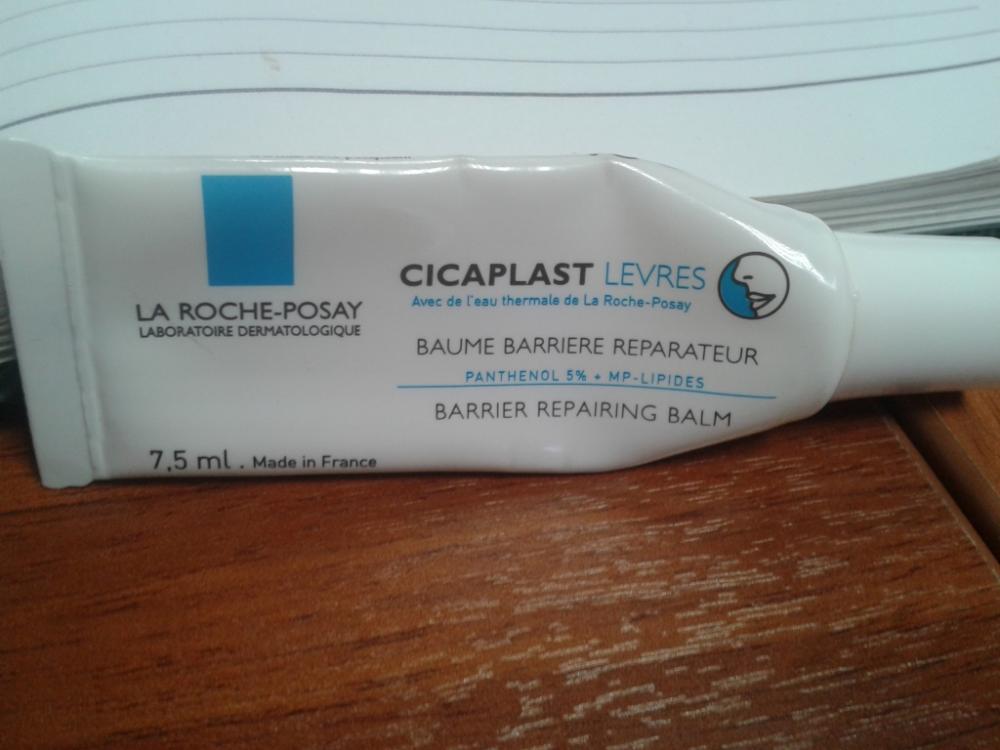 LA ROCHE-POSAY
LABORATOIRE DERMATOLOGIQUE
CICAPLAST LEVRES
Avec de l'eau thermale de La Roche-Posay
BAUME BARRIERE REPARATEUR
PANTHENOL 5% + MP-LIPIDES
BARRIER REPAIRING BALM
7,5 ml . Made in France